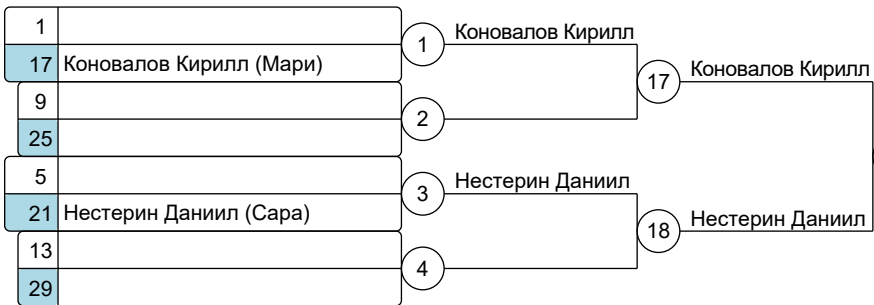 1
1 Коновалов Кирилл
17 Коновалов Кирилл (Мари)
17 Коновалов Кирилл
9
2
25
5
3 Нестерин Даниил
21 Нестерин Даниил (Сара)
18 Нестерин Даниил
13
4
29